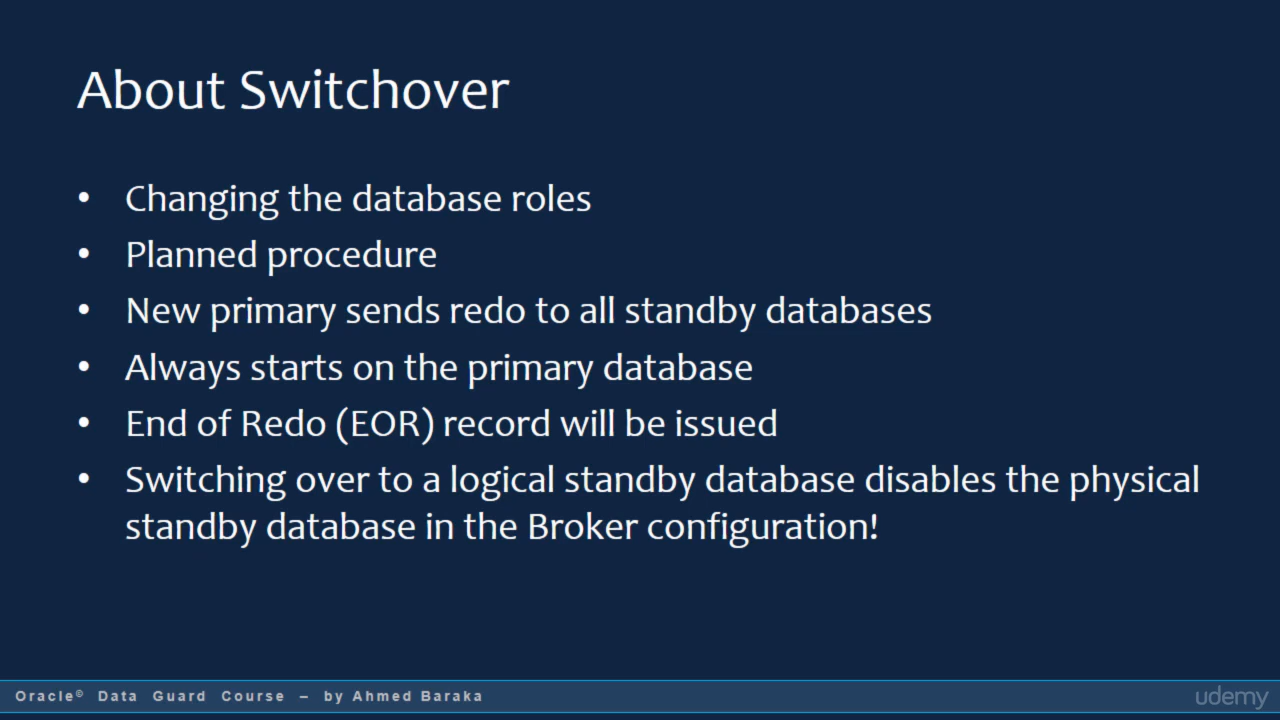 About Switchover
• Changing the database roles
• Planned procedure
• New primary sends redo to all standby databases
• Always starts on the primary database
• End of Redo (EOR) record will be issued
• Switching over to a logical standby database disables the physical
standby database in the Broker configuration!
Oracle© Data Guard Course – by Ahmed Baraka
udemy